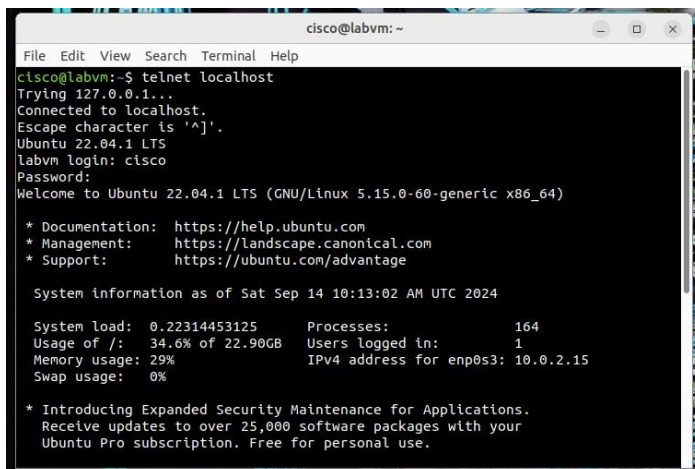 cisco@labvm: ~
File Edit View Search Terminal Help
cisco@labvm:~$ telnet localhost
Trying 127.0.0.1...
Connected to localhost.
Escape character is '^]'.
Ubuntu 22.04.1 LTS
labvm login: cisco
Password:
Welcome to Ubuntu 22.04.1 LTS (GNU/Linux 5.15.0-60-generic x86_64)
* Documentation: https://help.ubuntu.com
* Management: https://landscape.canonical.com
* Support: https://ubuntu.com/advantage
System information as of Sat Sep 14 10:13:02 AM UTC 2024
System load: 0.22314453125 Processes: 164
Usage of /: 34.6% of 22.90GB Users logged in: 1
Memory usage: 29% IPv4 address for enp0s3: 10.0.2.15
Swap usage: 0%
* Introducing Expanded Security Maintenance for Applications.
Receive updates to over 25,000 software packages with your
Ubuntu Pro subscription. Free for personal use.